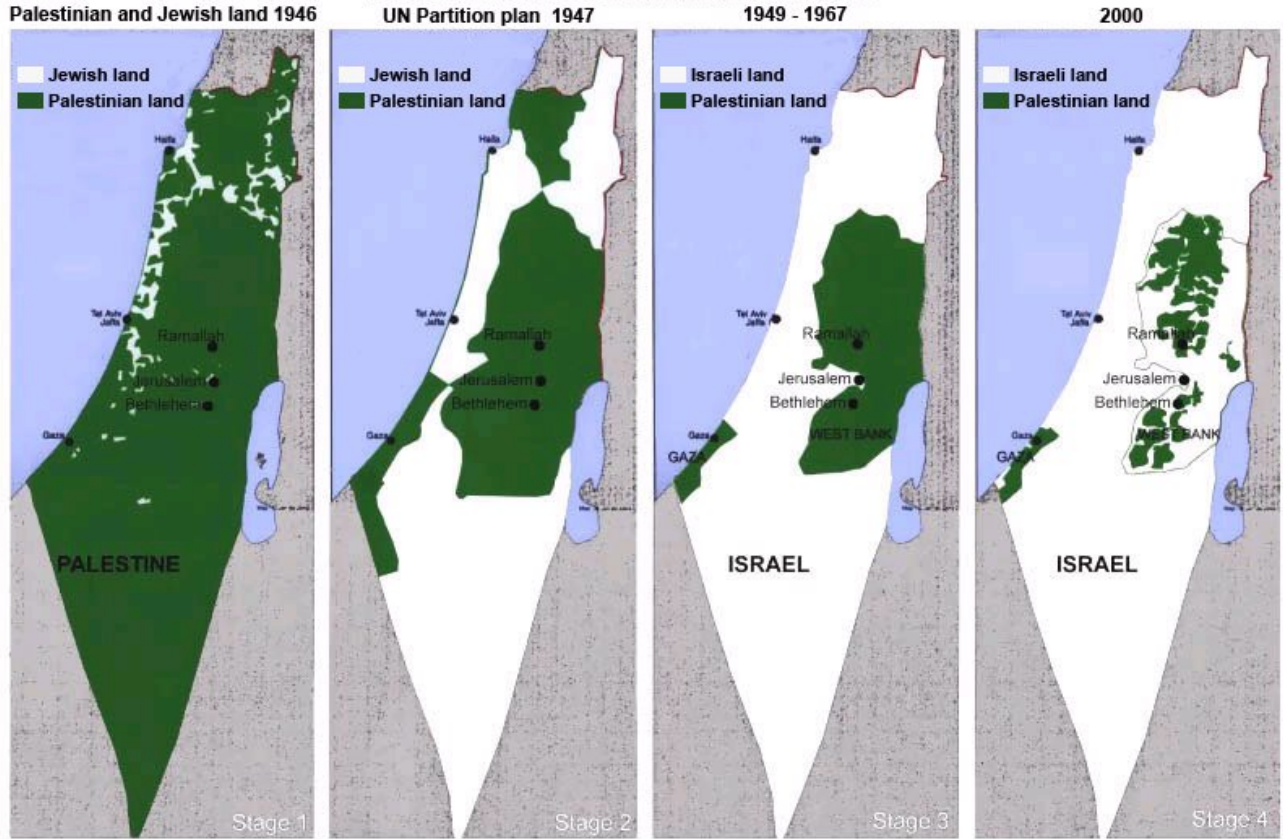 Palestinian and Jewish land 1946
Jewish land
Palestinian land
Haifa
Tel Aviv
Jaffa
Ramallah
Jerusalem
Bethlehem
Gaza
PALESTINE
Stage 1
UN Partition plan 1947
Jewish land
Palestinian land
Haifa
Tel Aviv
Jaffa
Ramallah
Jerusalem
Bethlehem
Gaza
Stage 2
1949 - 1967
Israeli land
Palestinian land
Haifa
Tel Aviv
Jaffa
Ramallah
Jerusalem
Bethlehem
Gaza
WEST BANK
GAZA
ISRAEL
Stage 3
2000
Israeli land
Palestinian land
Haifa
Tel Aviv
Jaffa
Ramallah
Jerusalem
Bethlehem
Gaza
WEST BANK
GAZA
ISRAEL
Stage 4